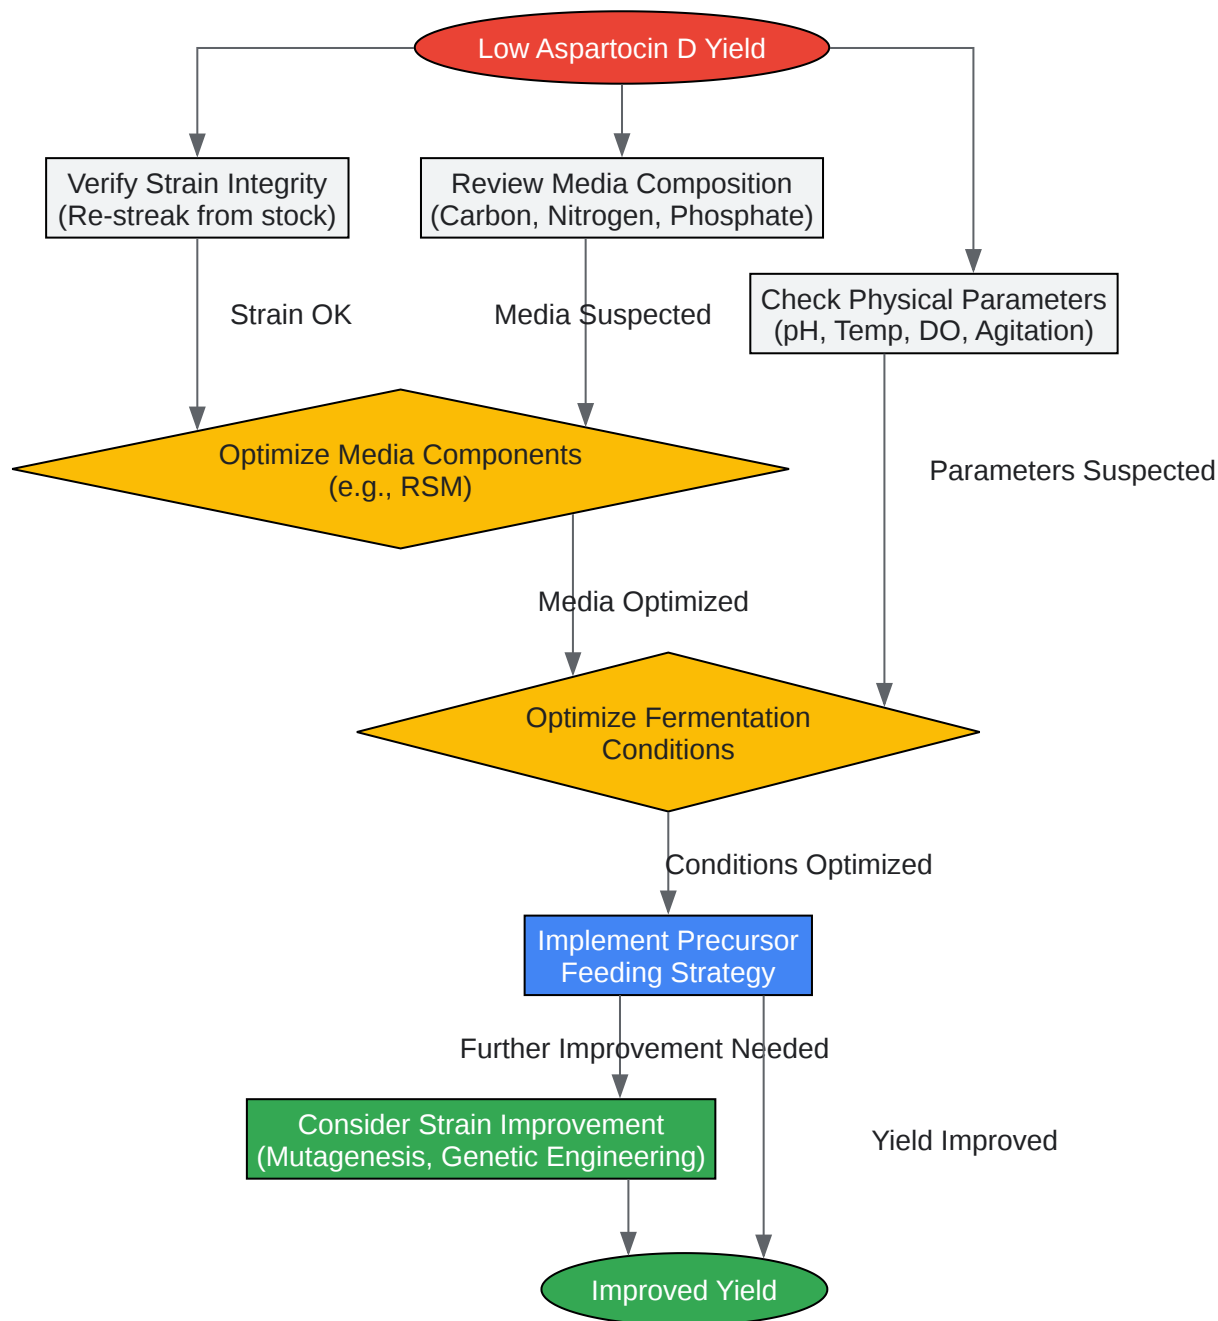 Low Aspartocin D Yield
Verify Strain Integrity
(Re-streak from stock)
Review Media Composition
(Carbon, Nitrogen, Phosphate)
Check Physical Parameters
(pH, Temp, DO, Agitation)
Strain OK
Media Suspected
Parameters Suspected
Optimize Media Components
(e.g., RSM)
Media Optimized
Optimize Fermentation
Conditions
Conditions Optimized
Implement Precursor
Feeding Strategy
Further Improvement Needed
Consider Strain Improvement
(Mutagenesis, Genetic Engineering)
Yield Improved
Improved Yield